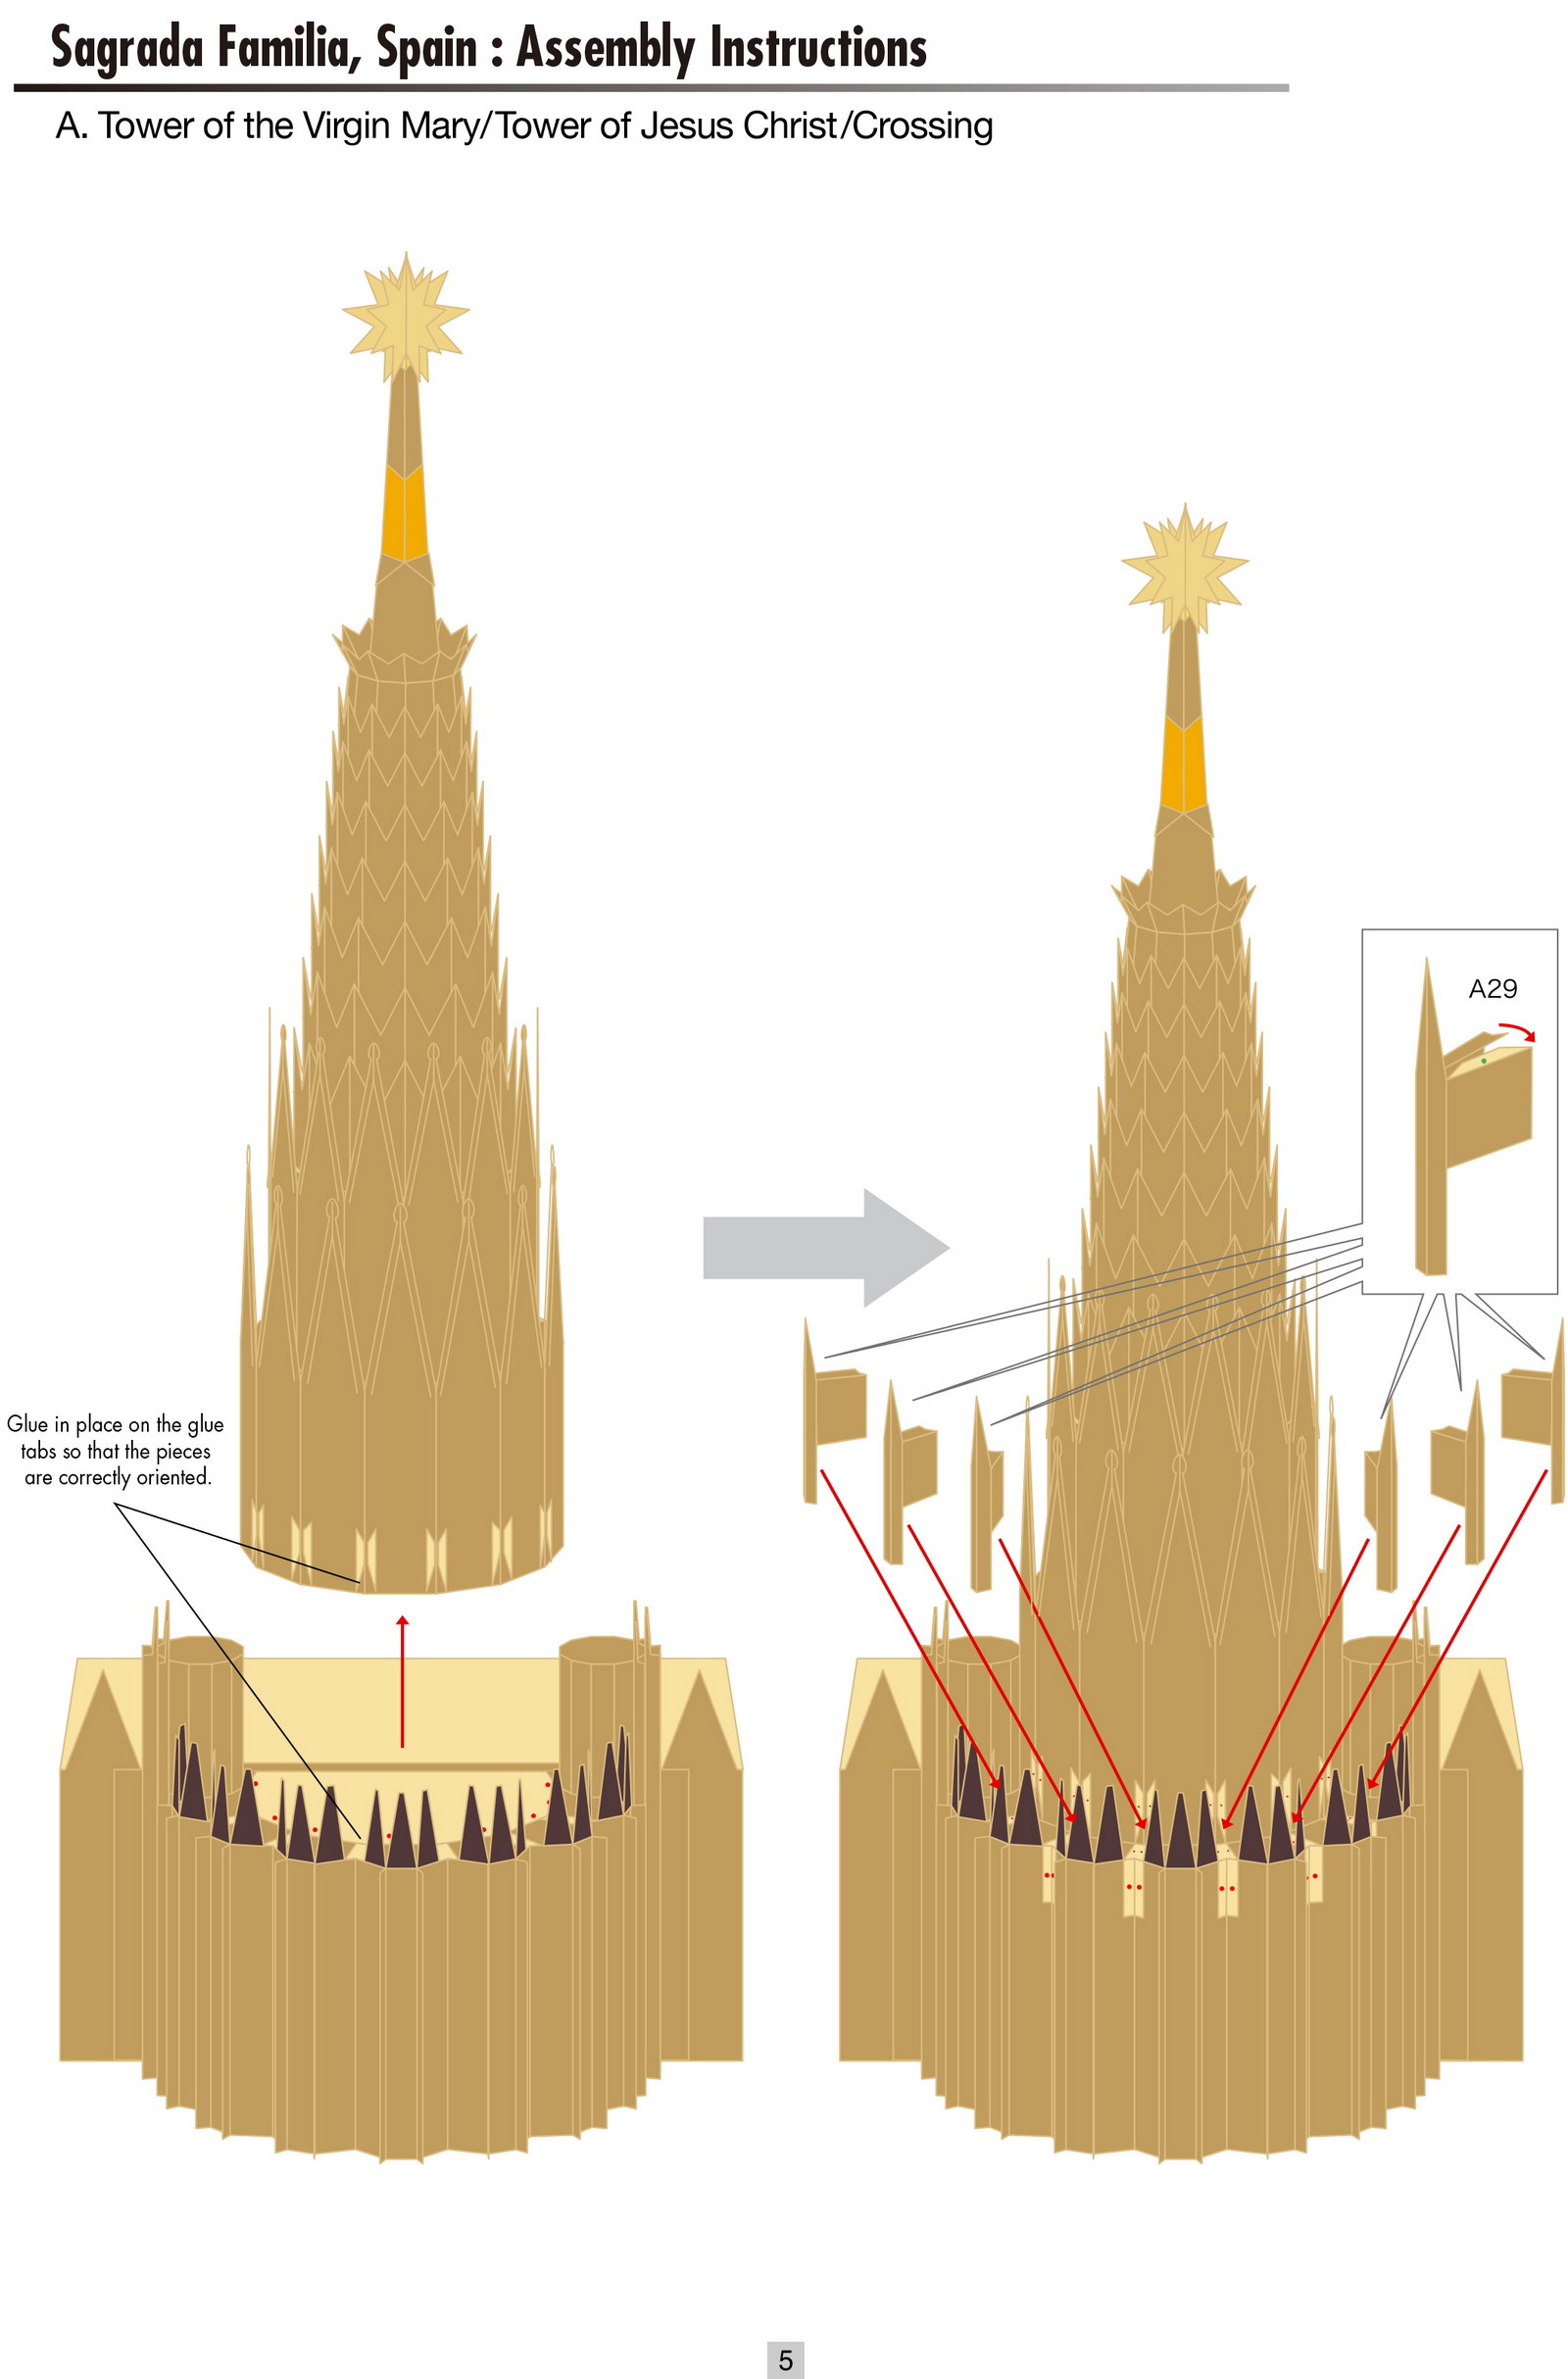 Sagrada Familia, Spain : Assembly Instructions
A. Tower of the Virgin Mary/Tower of Jesus Christ/Crossing
A29
Glue in place on the glue
tabs so that the pieces
are correctly oriented.
5